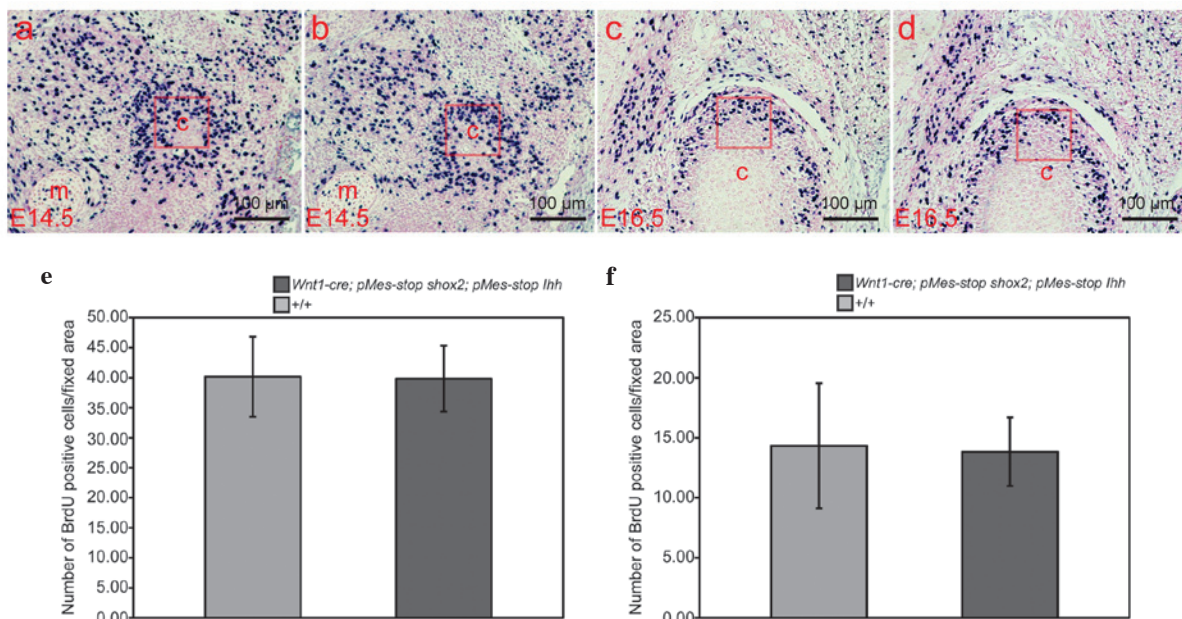 a
b
c
d
c
c
m
m
c
c
E14.5
100 µm
E14.5
100 µm
E16.5
100 µm
E16.5
100 µm
e
Wnt1-cre; pMes-stop shox2; pMes-stop Ihh
+/+
Number of BrdU positive cells/fixed area
50.00
45.00
40.00
35.00
30.00
25.00
20.00
15.00
10.00
5.00
0.00
f
Wnt1-cre; pMes-stop shox2; pMes-stop Ihh
+/+
Number of BrdU positive cells/fixed area
25.00
20.00
15.00
10.00
5.00
0.00